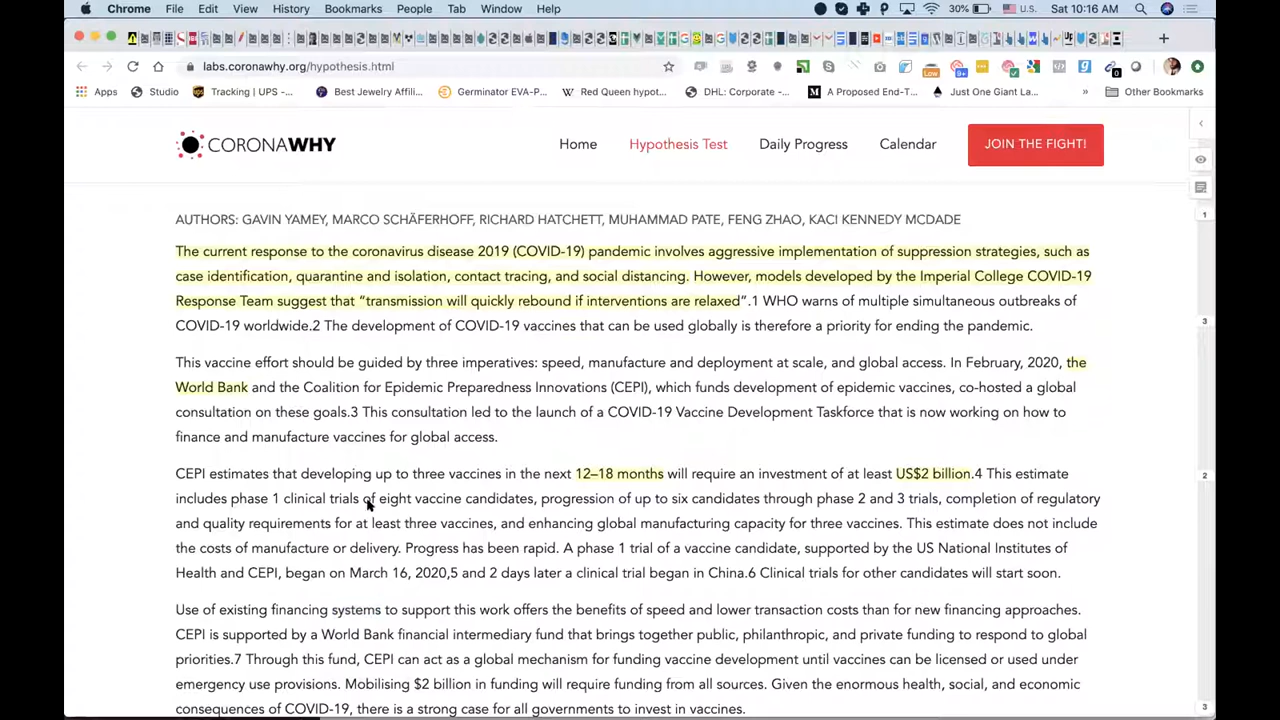 Chrome File Edit View History Bookmarks People Tab Window Help 30% U.S. Sat 10:16 AM
labs.coronawhy.org/hypothesis.html Low 9+ 0
Apps Studio Tracking | UPS -... Best Jewelry Affili... Germinator EVA-P... Red Queen hypot... DHL: Corporate -... A Proposed End-T... Just One Giant La... » Other Bookmarks
CORONAWHY Home Hypothesis Test Daily Progress Calendar JOIN THE FIGHT!
AUTHORS: GAVIN YAMEY, MARCO SCHÄFERHOFF, RICHARD HATCHETT, MUHAMMAD PATE, FENG ZHAO, KACI KENNEDY MCDADE
The current response to the coronavirus disease 2019 (COVID-19) pandemic involves aggressive implementation of suppression strategies, such as
case identification, quarantine and isolation, contact tracing, and social distancing. However, models developed by the Imperial College COVID-19
Response Team suggest that “transmission will quickly rebound if interventions are relaxed”.1 WHO warns of multiple simultaneous outbreaks of
COVID-19 worldwide.2 The development of COVID-19 vaccines that can be used globally is therefore a priority for ending the pandemic.
This vaccine effort should be guided by three imperatives: speed, manufacture and deployment at scale, and global access. In February, 2020, the
World Bank and the Coalition for Epidemic Preparedness Innovations (CEPI), which funds development of epidemic vaccines, co-hosted a global
consultation on these goals.3 This consultation led to the launch of a COVID-19 Vaccine Development Taskforce that is now working on how to
finance and manufacture vaccines for global access.
CEPI estimates that developing up to three vaccines in the next 12–18 months will require an investment of at least US$2 billion.4 This estimate
includes phase 1 clinical trials of eight vaccine candidates, progression of up to six candidates through phase 2 and 3 trials, completion of regulatory
and quality requirements for at least three vaccines, and enhancing global manufacturing capacity for three vaccines. This estimate does not include
the costs of manufacture or delivery. Progress has been rapid. A phase 1 trial of a vaccine candidate, supported by the US National Institutes of
Health and CEPI, began on March 16, 2020,5 and 2 days later a clinical trial began in China.6 Clinical trials for other candidates will start soon.
Use of existing financing systems to support this work offers the benefits of speed and lower transaction costs than for new financing approaches.
CEPI is supported by a World Bank financial intermediary fund that brings together public, philanthropic, and private funding to respond to global
priorities.7 Through this fund, CEPI can act as a global mechanism for funding vaccine development until vaccines can be licensed or used under
emergency use provisions. Mobilising $2 billion in funding will require funding from all sources. Given the enormous health, social, and economic
consequences of COVID-19, there is a strong case for all governments to invest in vaccines.
1
3
2
3